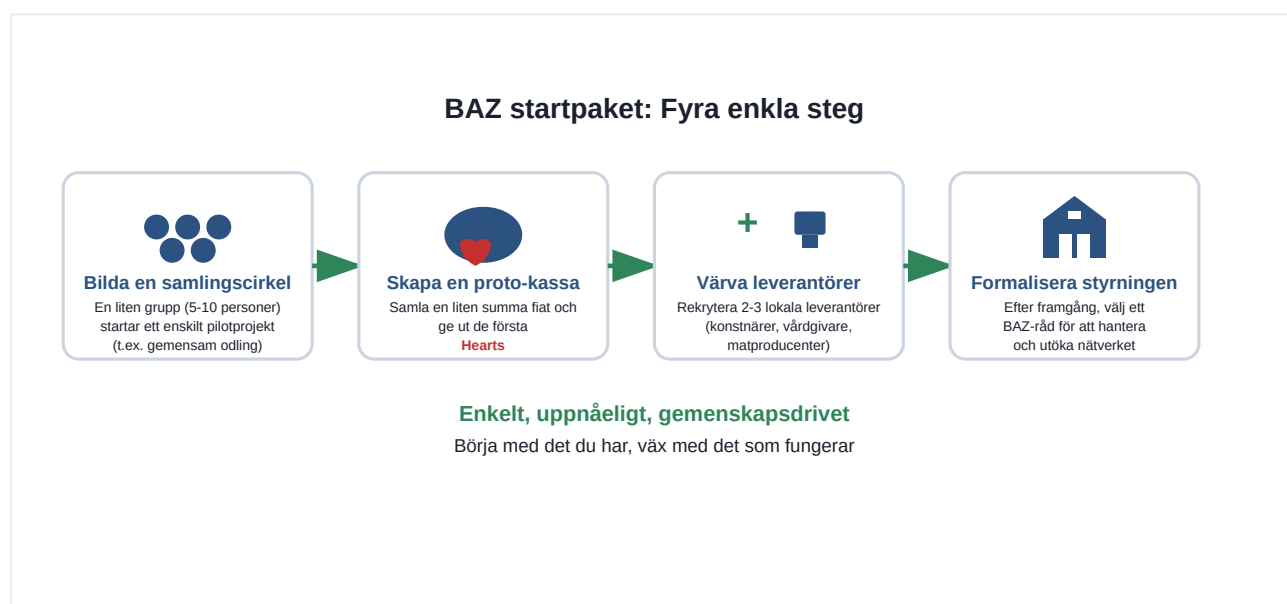 BAZ startpaket: Fyra enkla steg
Bilda en samlingscirkel
En liten grupp (5-10 personer)
startar ett enskilt pilotprojekt
(t.ex. gemensam odling)
Skapa en proto-kassa
Samla en liten summa fiat och
ge ut de första
Hearts
+
Värva leverantörer
Rekrytera 2-3 lokala leverantörer
(konstnärer, vårdgivare,
matproducenter)
Formalisera styrningen
Efter framgång, välj ett
BAZ-råd för att hantera
och utöka nätverket
Enkelt, uppnåeligt, gemenskapsdrivet
Börja med det du har, väx med det som fungerar